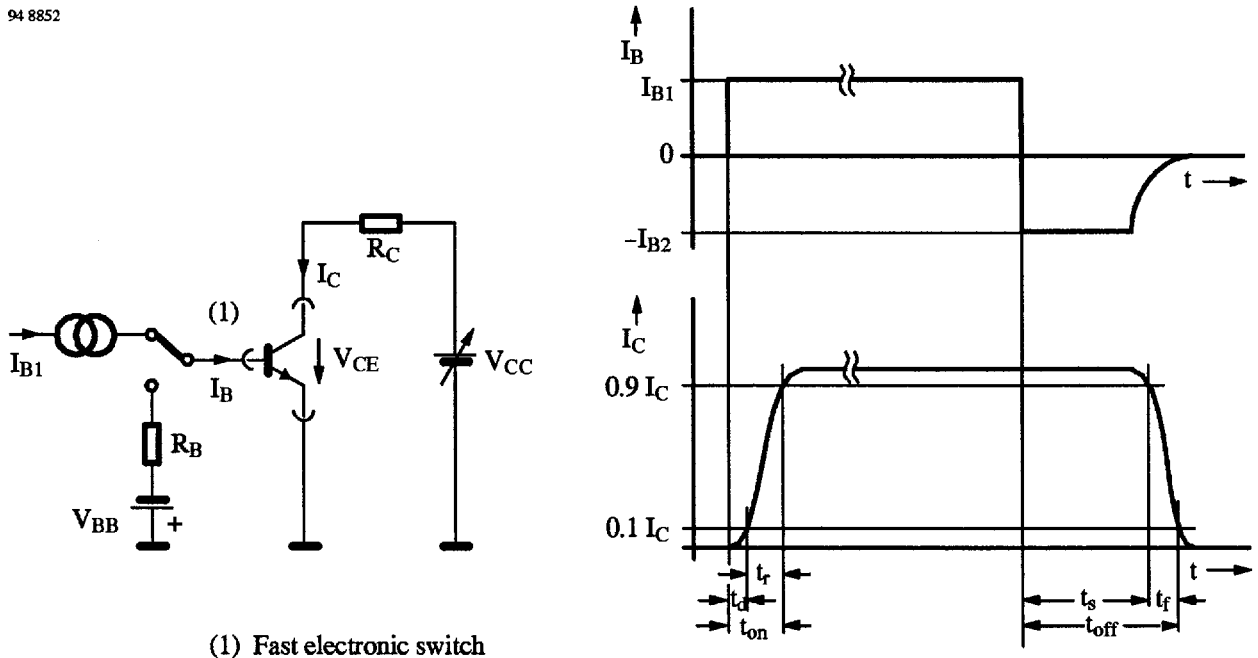 94 8852
I_B1
(1)
I_B
I_C
R_C
V_CE
V_CC
R_B
V_BB
+
(1) Fast electronic switch
I_B
I_B1
0
t
–I_B2
I_C
0.9 I_C
0.1 I_C
t
t_r
t_d
t_on
t_s
t_f
t_off